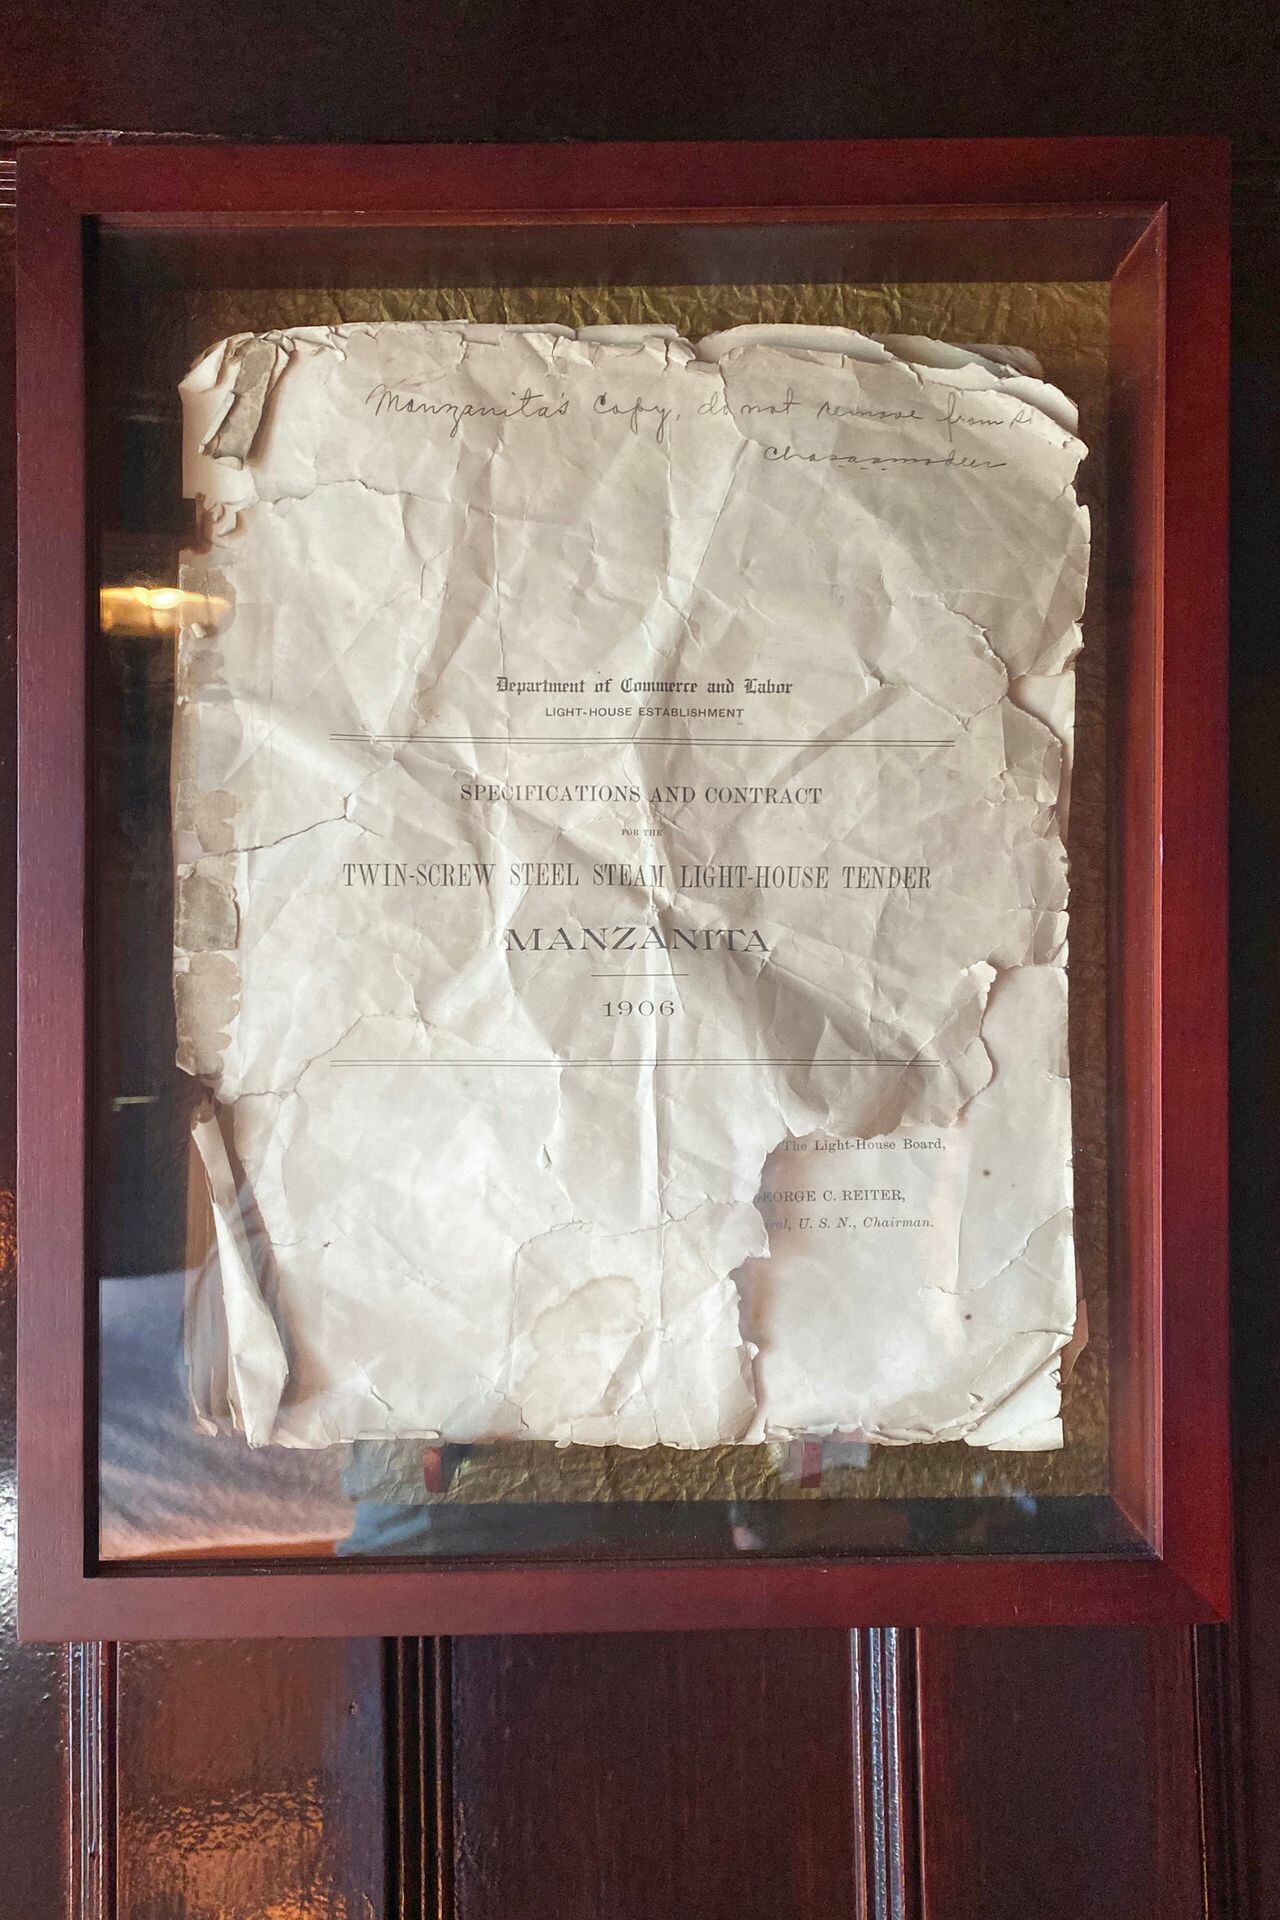 Manzanita's Copy, do not remove from
Department of Commerce and Labor
LIGHT-HOUSE ESTABLISHMENT
SPECIFICATIONS AND CONTRACT
FOR THE
TWIN-SCREW STEEL STEAM LIGHT-HOUSE TENDER
MANZANITA
1906
The Light-House Board,
EORGE C. REITER,
U. S. N., Chairman.